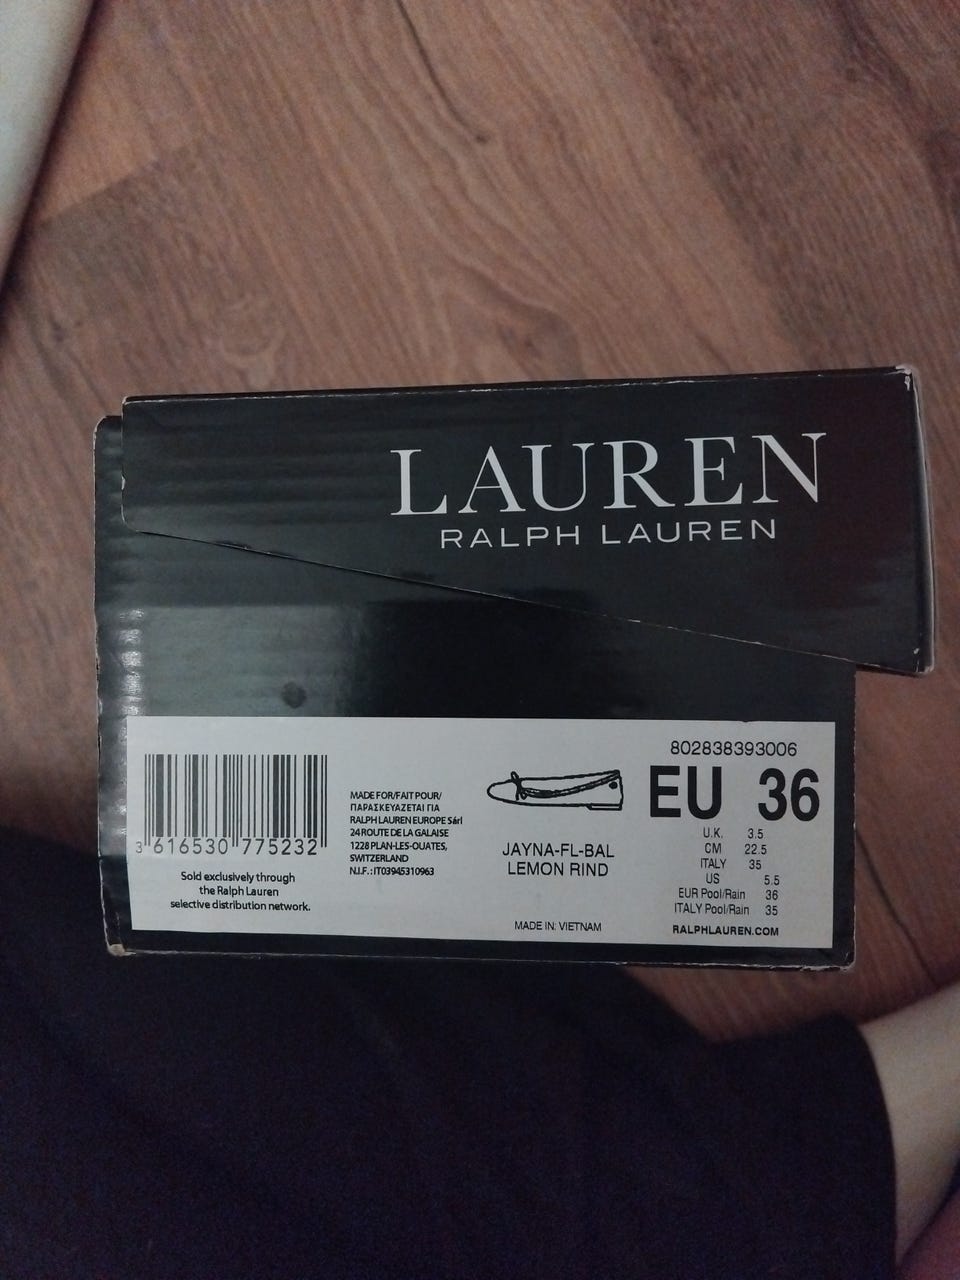 LAUREN
RALPH LAUREN
3 616530 775232
Sold exclusively through
the Ralph Lauren
selective distribution network.
MADE FOR/FAIT POUR/
ΠΑΡΑΣΚΕΥΑΖΕΤΑΙ ΓΙΑ
RALPH LAUREN EUROPE Sárl
24 ROUTE DE LA GALAISE
1228 PLAN-LES-OUATES,
SWITZERLAND
N.I.F.: IT03945310963
JAYNA-FL-BAL
LEMON RIND
MADE IN: VIETNAM
802838393006
EU 36
U.K. 3.5
CM 22.5
ITALY 35
US 5.5
EUR Pool/Rain 36
ITALY Pool/Rain 35
RALPHLAUREN.COM